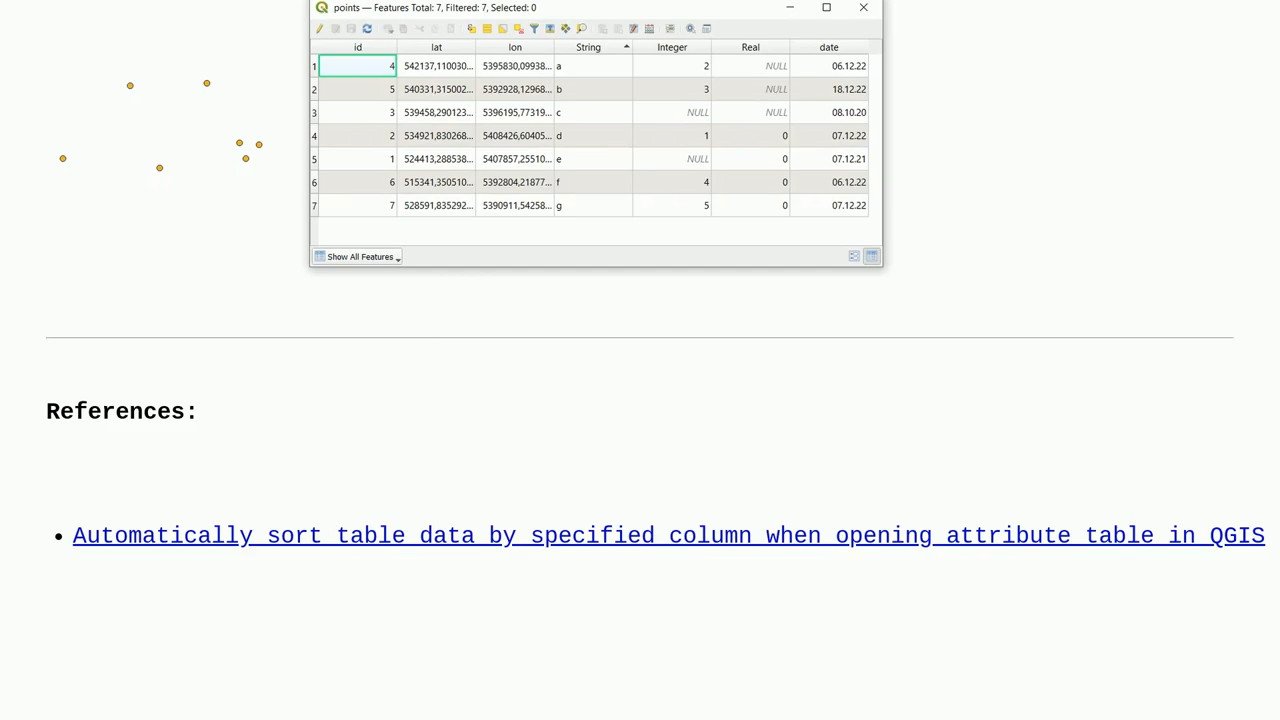 points — Features Total: 7, Filtered: 7, Selected: 0
id lat lon String Integer Real date
1 4 542137,110030... 5395830,09938... a 2 NULL 06.12.22
2 5 540331,315002... 5392928,12968... b 3 NULL 18.12.22
3 3 539458,290123... 5396195,77319... c NULL NULL 08.10.20
4 2 534921,830268... 5408426,60405... d 1 0 07.12.22
5 1 524413,288538... 5407857,25510... e NULL 0 07.12.21
6 6 515341,350510... 5392804,21877... f 4 0 06.12.22
7 7 528591,835292... 5390911,54258... g 5 0 07.12.22
Show All Features
References:
• Automatically sort table data by specified column when opening attribute table in QGIS